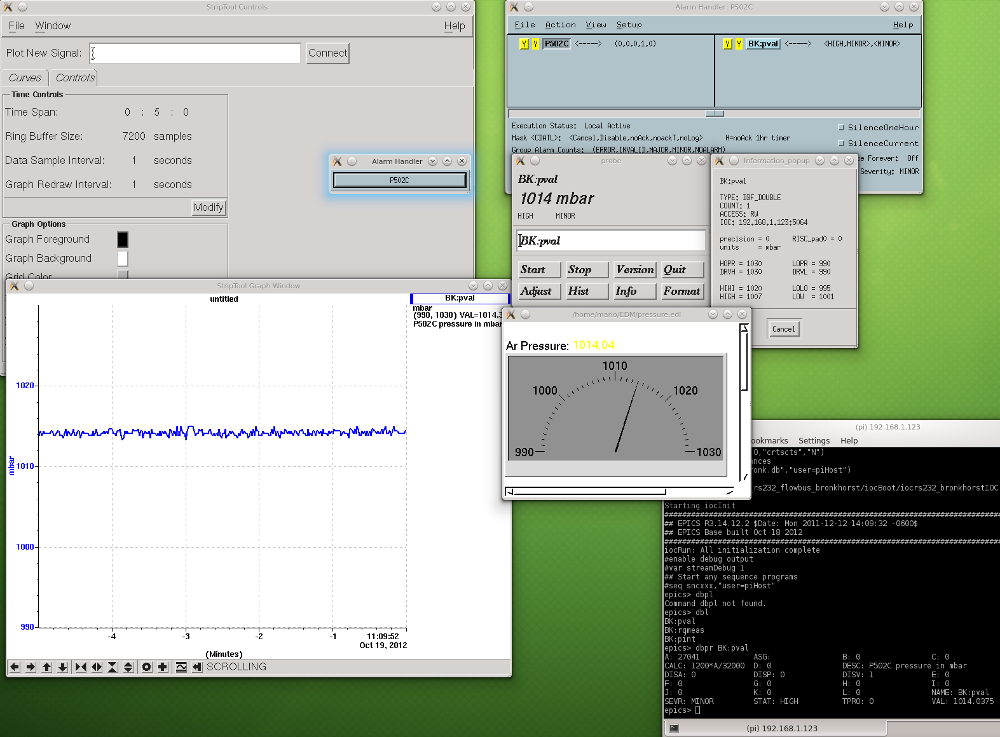 StripTool Controls
File Window Help
Plot New Signal: Connect
Curves Controls
Time Controls
Time Span: 0 : 5 : 0
Ring Buffer Size: 7200 samples
Data Sample Interval: 1 seconds
Graph Redraw Interval: 1 seconds
Modify
Graph Options
Graph Foreground
Graph Background
Grid Color
Alarm Handler
P502C
Alarm Handler: P502C
File Action View Setup Help
Y Y P502C <-----> (0,0,0,1,0)
Y Y BK:pval <-----> <HIGH,MINOR>,<MINOR>
Execution Status: Local Active
Mask <CDATL>: <Cancel,Disable,noAck,noackT,noLog> H=noAck 1hr timer
Group Alarm Counts: (ERROR,INVALID,MAJOR,MINOR,NOALARM)
SilenceOneHour
SilenceCurrent
ce Forever: Off
Severity: MINOR
probe
BK:pval
1014 mbar
HIGH MINOR
BK:pval
Start Stop Version Quit
Adjust Hist Info Format
Information_popup
BK:pval
TYPE: DBF_DOUBLE
COUNT: 1
ACCESS: RW
IOC: 192.168.1.123:5064
precision = 0 RISC_pad0 = 0
units = mbar
HOPR = 1030 LOPR = 990
DRVH = 1030 DRVL = 990
HIHI = 1020 LOLO = 995
HIGH = 1007 LOW = 1001
Cancel
StripTool Graph Window
untitled
BK:pval
mbar
(990, 1030) VAL=1014.3
P502C pressure in mbar
1020
1010
1000
990
mbar
-4 -3 -2 -1 11:09:52
Oct 19, 2012
(Minutes)
SCROLLING
/home/mario/EDM/pressure.edl
Ar Pressure: 1014.04
1010
1000 1020
990 1030
(pi) 192.168.1.123
ookmarks Settings Help
0,"crtscts","N")
ances
ronk.db","user=piHost")
_rs232_flowbus_bronkhorst/iocBoot/iocrs232_bronkhorstIOC
Starting iocInit
############################################################################
## EPICS R3.14.12.2 $Date: Mon 2011-12-12 14:09:32 -0600$
## EPICS Base built Oct 18 2012
############################################################################
iocRun: All initialization complete
#enable debug output
#var streamDebug 1
## Start any sequence programs
#seq sncxxx,"user=piHost"
epics> dbpl
Command dbpl not found.
epics> dbl
BK:pval
BK:rqmeas
BK:pint
epics> dbpr BK:pval
A: 27041 ASG: B: 0 C: 0
CALC: 1200*A/32000 D: 0 DESC: P502C pressure in mbar
DISA: 0 DISP: 0 DISV: 1 E: 0
F: 0 G: 0 H: 0 I: 0
J: 0 K: 0 L: 0 NAME: BK:pval
SEVR: MINOR STAT: HIGH TPRO: 0 VAL: 1014.0375
epics>
(pi) 192.168.1.123